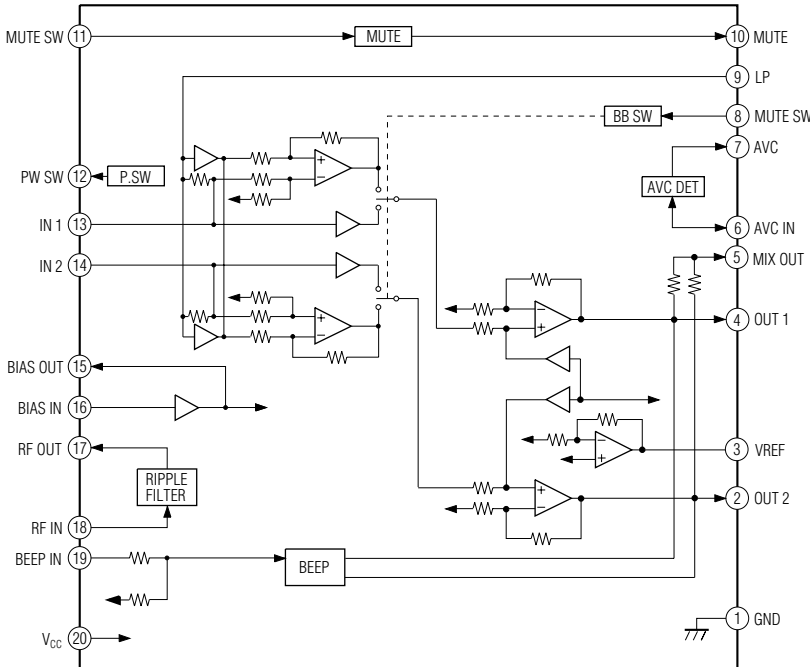 MUTE SW 11
MUTE
10 MUTE
9 LP
BB SW
8 MUTE SW
7 AVC
PW SW 12
P.SW
AVC DET
IN 1 13
6 AVC IN
IN 2 14
5 MIX OUT
+
−
−
+
−
+
4 OUT 1
BIAS OUT 15
BIAS IN 16
RF OUT 17
−
+
3 VREF
RIPPLE
FILTER
+
−
2 OUT 2
RF IN 18
BEEP IN 19
BEEP
1 GND
VCC 20